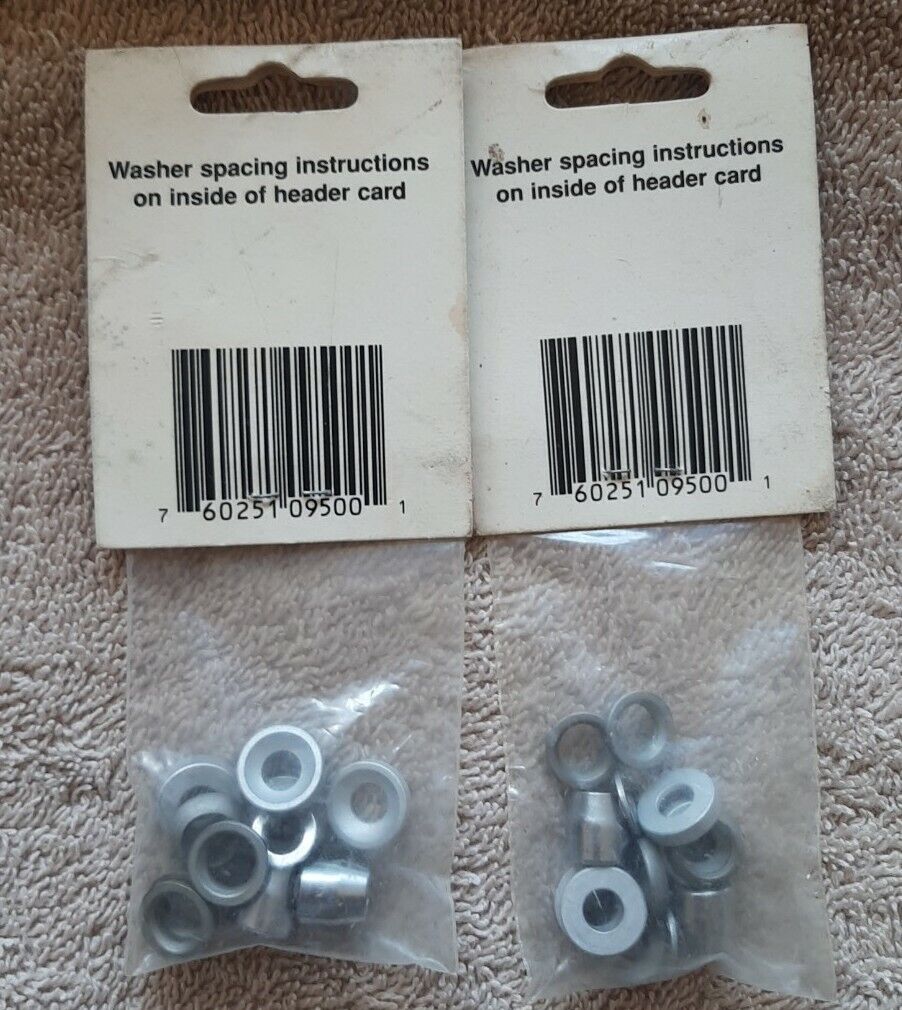 Washer spacing instructions
on inside of header card
7 60251 09500 1
Washer spacing instructions
on inside of header card
7 60251 09500 1